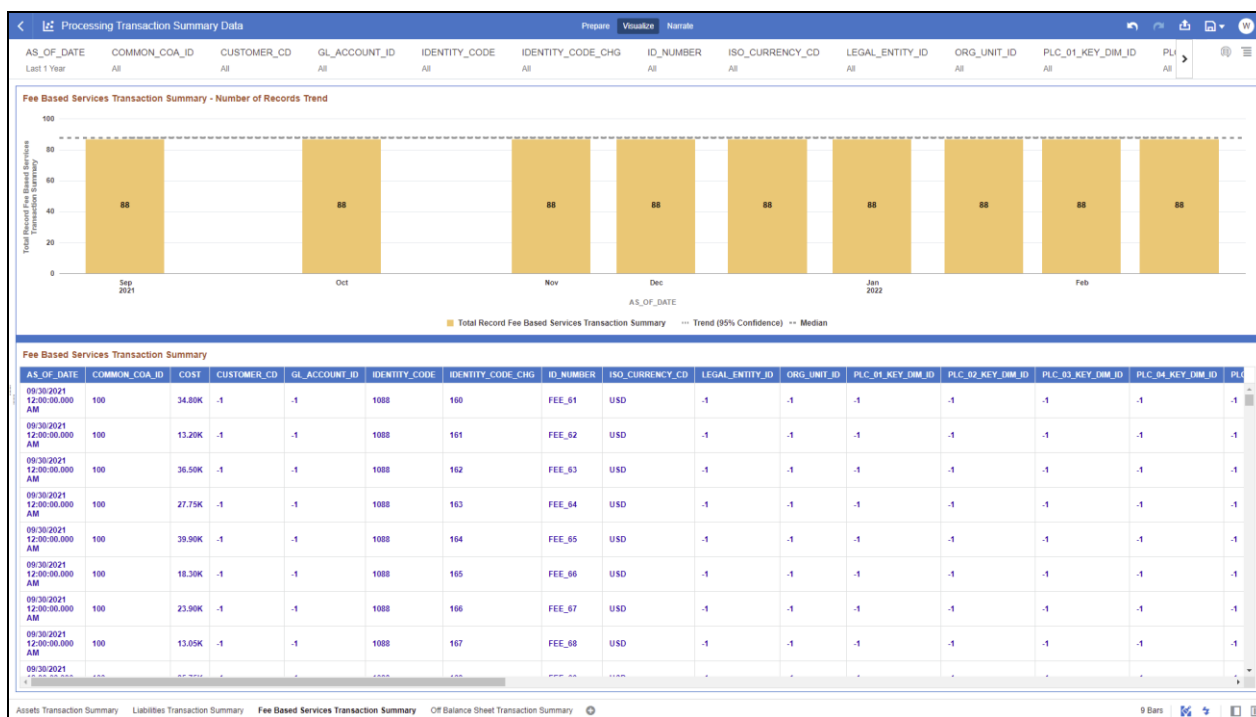 Processing Transaction Summary Data
Prepare Visualize Narrate
W
AS_OF_DATE COMMON_COA_ID CUSTOMER_CD GL_ACCOUNT_ID IDENTITY_CODE IDENTITY_CODE_CHG ID_NUMBER ISO_CURRENCY_CD LEGAL_ENTITY_ID ORG_UNIT_ID PLC_01_KEY_DIM_ID
Last 1 Year All All All All All All All All All All All
Fee Based Services Transaction Summary - Number of Records Trend
Total Record Fee Based Services
Transaction Summary
100
80
60
40
20
0
88 88 88 88 88 88 88 88 88
Sep Oct Nov Dec Jan Feb
2021 2022
AS_OF_DATE
Total Record Fee Based Services Transaction Summary Trend (95% Confidence) Median
Fee Based Services Transaction Summary
AS_OF_DATE COMMON_COA_ID COST CUSTOMER_CD GL_ACCOUNT_ID IDENTITY_CODE IDENTITY_CODE_CHG ID_NUMBER ISO_CURRENCY_CD LEGAL_ENTITY_ID ORG_UNIT_ID PLC_01_KEY_DIM_ID PLC_02_KEY_DIM_ID PLC_03_KEY_DIM_ID PLC_04_KEY_DIM_ID
09/30/2021
12:00:00.000 100 34.80K -1 -1 1088 160 FEE_61 USD -1 -1 -1 -1 -1 -1 -1
AM
09/30/2021
12:00:00.000 100 13.20K -1 -1 1088 161 FEE_62 USD -1 -1 -1 -1 -1 -1 -1
AM
09/30/2021
12:00:00.000 100 36.50K -1 -1 1088 162 FEE_63 USD -1 -1 -1 -1 -1 -1 -1
AM
09/30/2021
12:00:00.000 100 27.75K -1 -1 1088 163 FEE_64 USD -1 -1 -1 -1 -1 -1 -1
AM
09/30/2021
12:00:00.000 100 39.90K -1 -1 1088 164 FEE_65 USD -1 -1 -1 -1 -1 -1 -1
AM
09/30/2021
12:00:00.000 100 18.30K -1 -1 1088 165 FEE_66 USD -1 -1 -1 -1 -1 -1 -1
AM
09/30/2021
12:00:00.000 100 23.90K -1 -1 1088 166 FEE_67 USD -1 -1 -1 -1 -1 -1 -1
AM
09/30/2021
12:00:00.000 100 13.05K -1 -1 1088 167 FEE_68 USD -1 -1 -1 -1 -1 -1 -1
AM
09/30/2021
Assets Transaction Summary Liabilities Transaction Summary Fee Based Services Transaction Summary Off Balance Sheet Transaction Summary 9 Bars